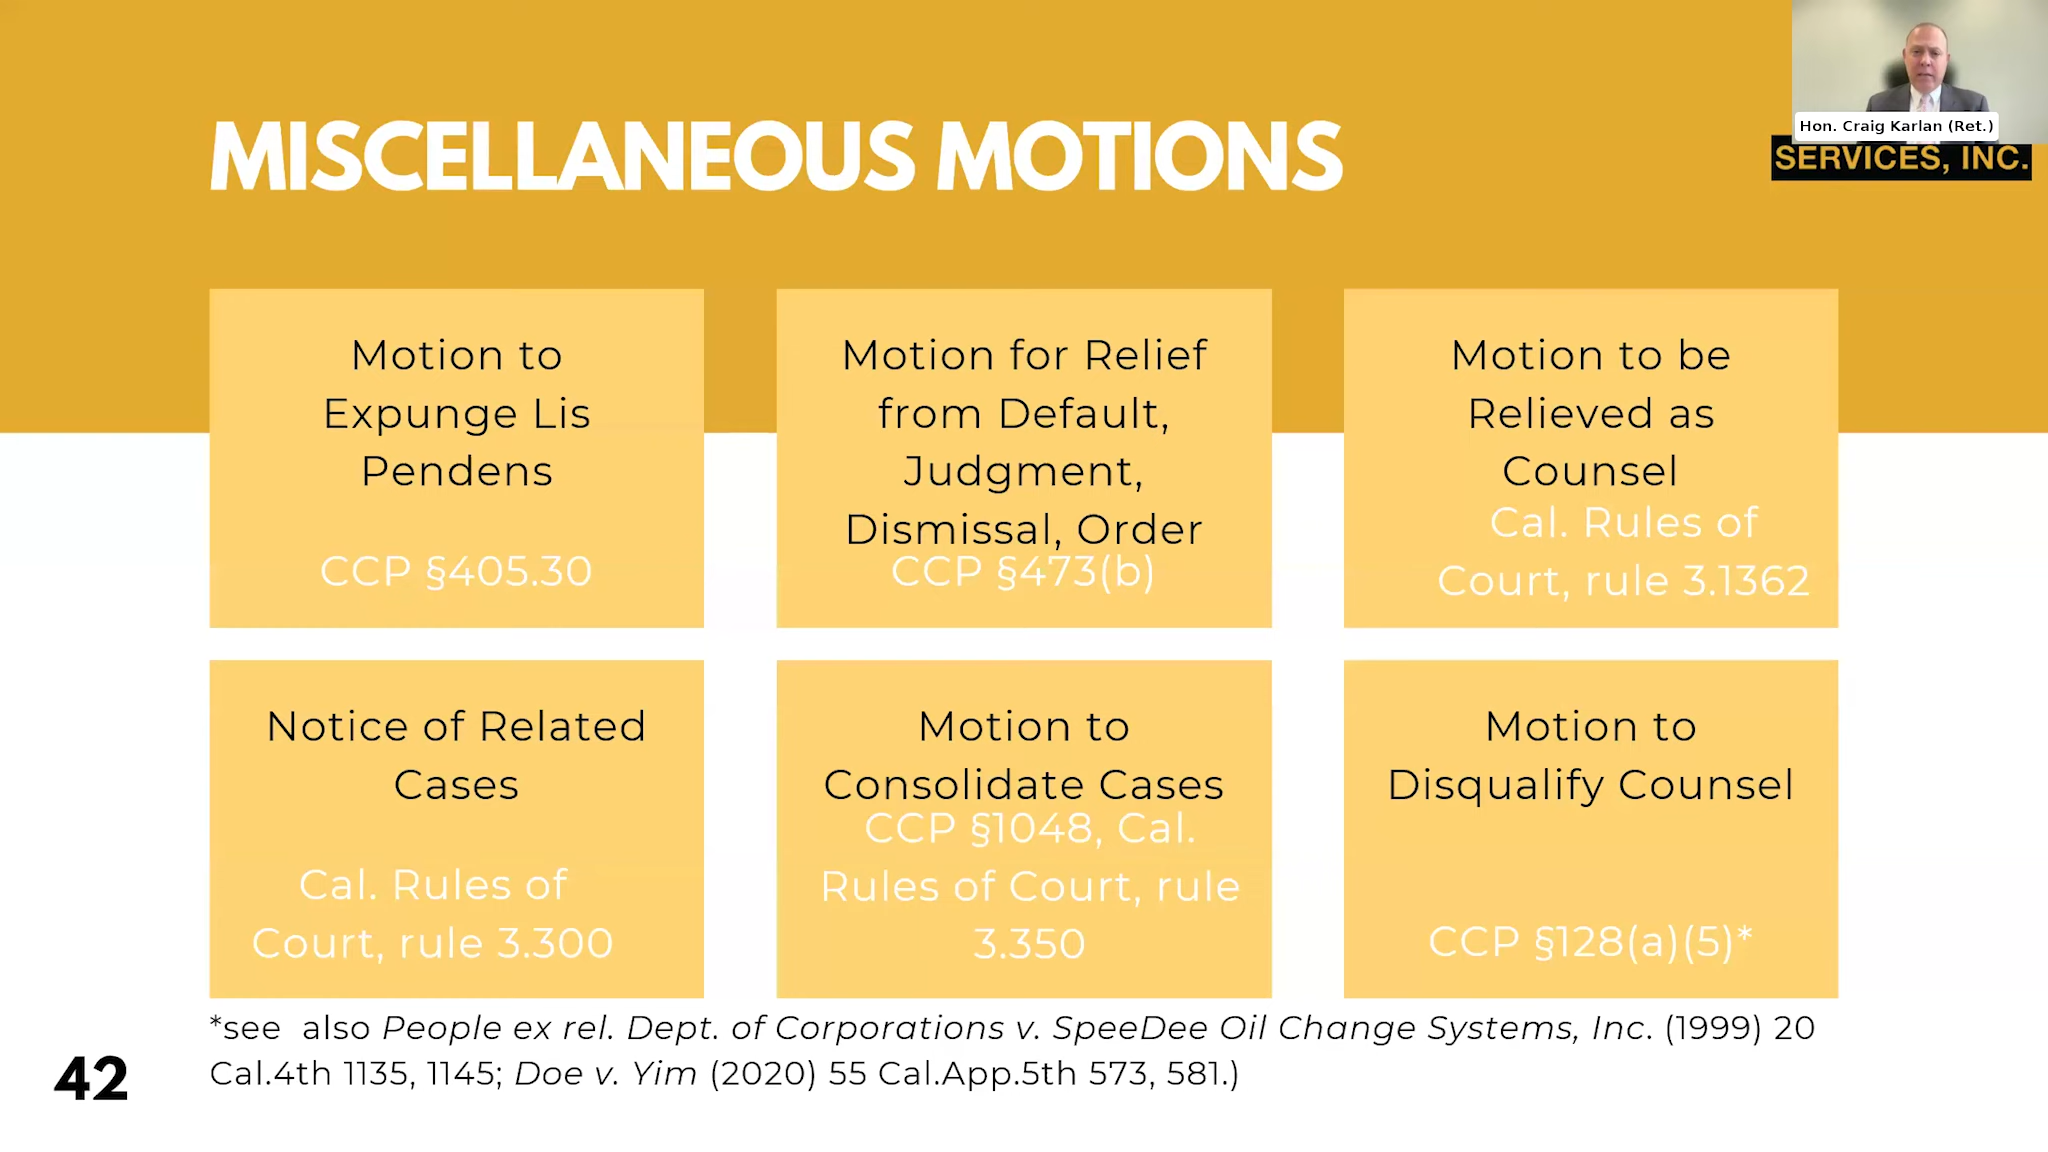 Hon. Craig Karlan (Ret.)
SERVICES, INC.
MISCELLANEOUS MOTIONS
Motion to
Expunge Lis
Pendens
CCP §405.30
Motion for Relief
from Default,
Judgment,
Dismissal, Order
CCP §473(b)
Motion to be
Relieved as
Counsel
Cal. Rules of
Court, rule 3.1362
Notice of Related
Cases
Cal. Rules of
Court, rule 3.300
Motion to
Consolidate Cases
CCP §1048, Cal.
Rules of Court, rule
3.350
Motion to
Disqualify Counsel
CCP §128(a)(5)*
*see  also People ex rel. Dept. of Corporations v. SpeeDee Oil Change Systems, Inc. (1999) 20
Cal.4th 1135, 1145; Doe v. Yim (2020) 55 Cal.App.5th 573, 581.)
42